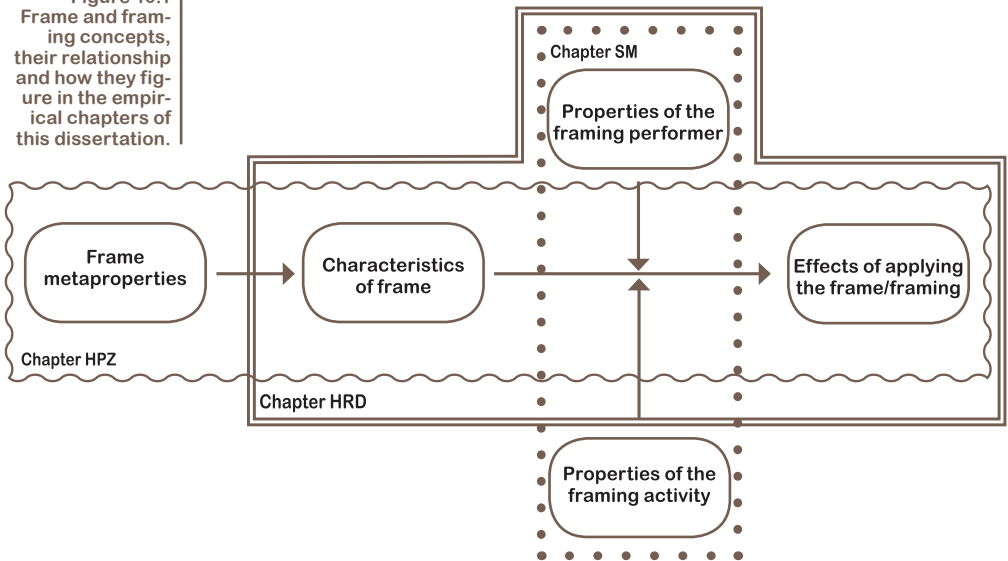 Frame and fram-
ing concepts,
their relationship
and how they fig-
ure in the empir-
ical chapters of
this dissertation.
Chapter SM
Properties of the
framing performer
Frame
metaproperties
Characteristics
of frame
Effects of applying
the frame/framing
Chapter HPZ
Chapter HRD
Properties of the
framing activity